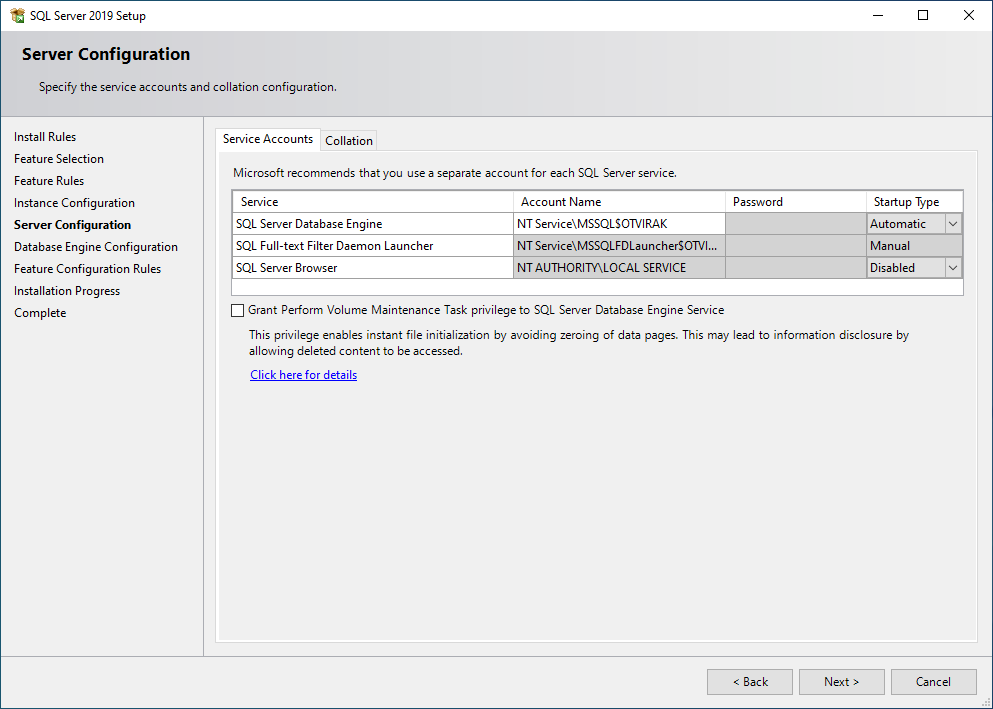 SQL Server 2019 Setup
Server Configuration
Specify the service accounts and collation configuration.
Install Rules
Feature Selection
Feature Rules
Instance Configuration
Server Configuration
Database Engine Configuration
Feature Configuration Rules
Installation Progress
Complete
Service Accounts Collation
Microsoft recommends that you use a separate account for each SQL Server service.
Service Account Name Password Startup Type
SQL Server Database Engine NT Service\MSSQL$OTVIRAK Automatic
SQL Full-text Filter Daemon Launcher NT Service\MSSQLFDLauncher$OTVI... Manual
SQL Server Browser NT AUTHORITY\LOCAL SERVICE Disabled
Grant Perform Volume Maintenance Task privilege to SQL Server Database Engine Service
This privilege enables instant file initialization by avoiding zeroing of data pages. This may lead to information disclosure by
allowing deleted content to be accessed.
Click here for details
< Back Next > Cancel